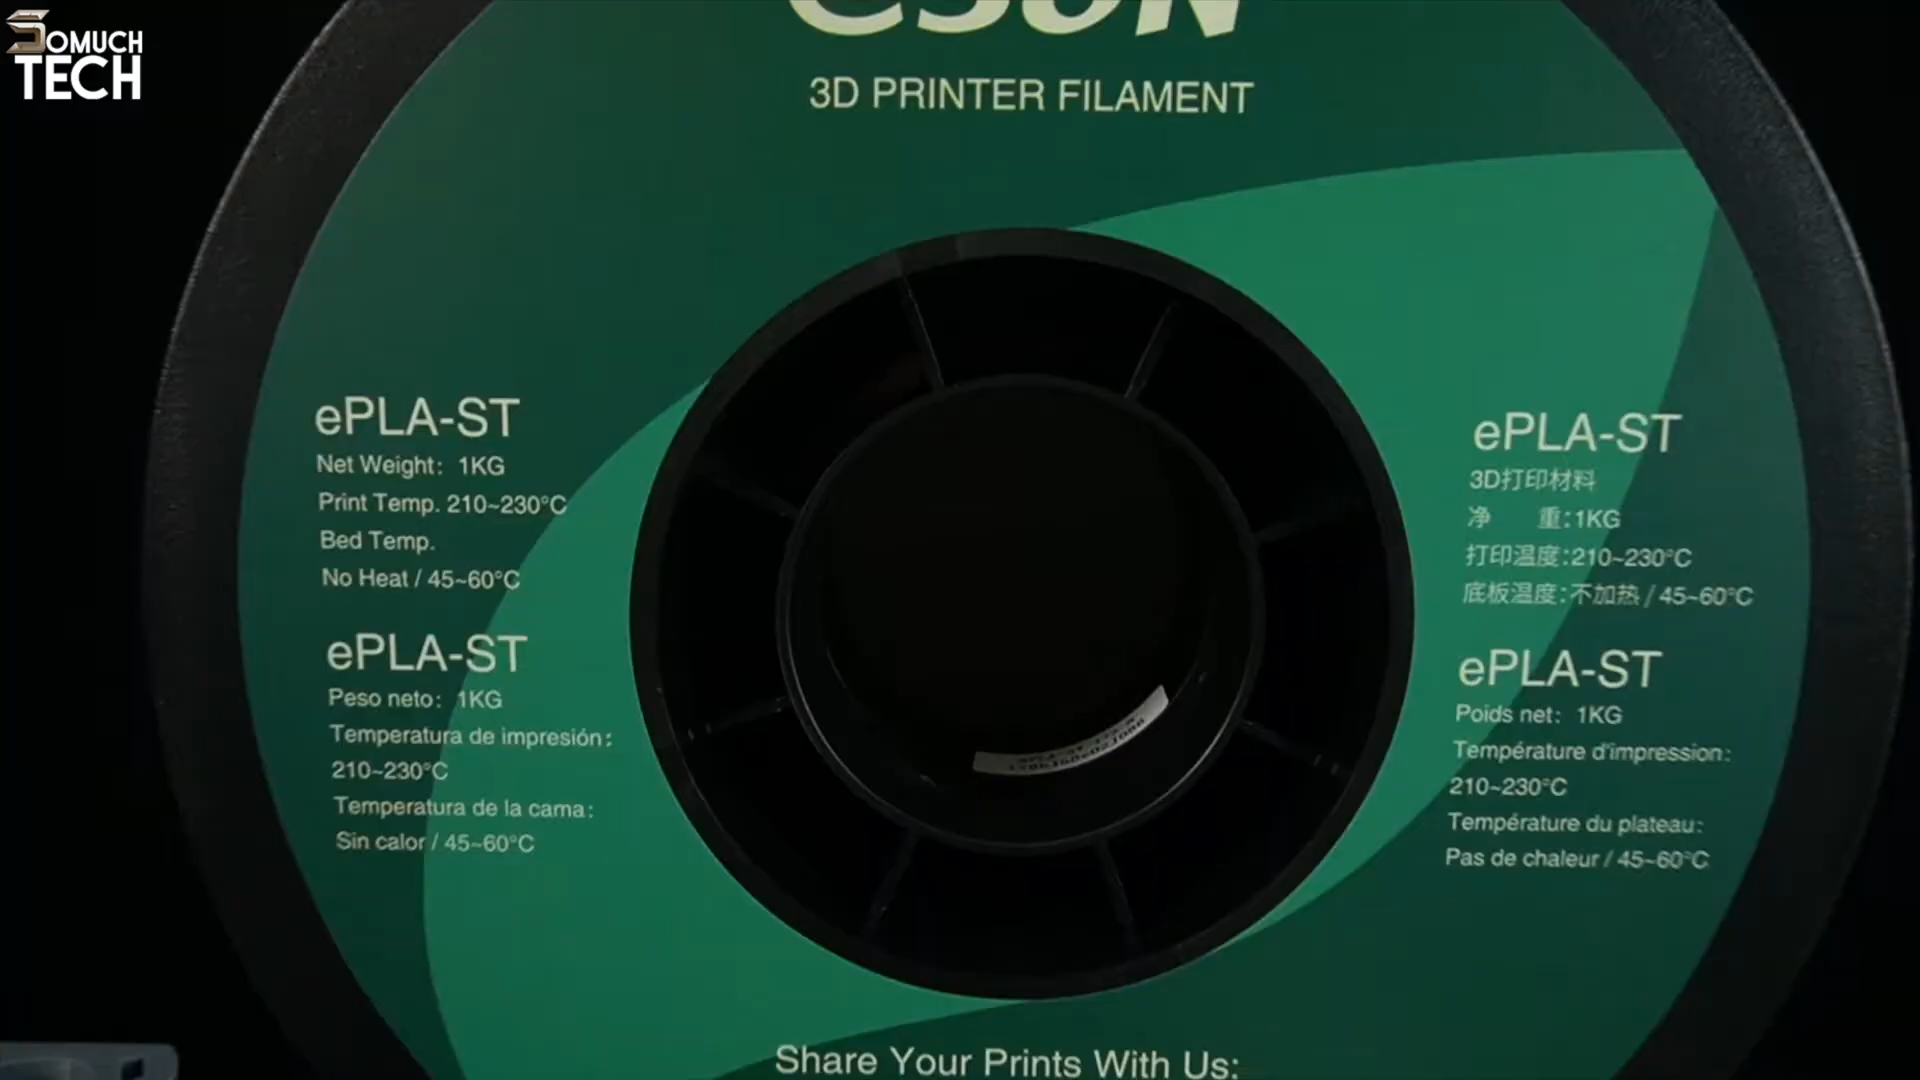 SOMUCH
TECH
eSUN
3D PRINTER FILAMENT
ePLA-ST
Net Weight: 1KG
Print Temp. 210~230°C
Bed Temp.
No Heat / 45~60°C
ePLA-ST
Peso neto: 1KG
Temperatura de impresión:
210~230°C
Temperatura de la cama:
Sin calor / 45~60°C
ePLA-ST
3D打印材料
净 重:1KG
打印温度:210~230°C
底板温度:不加热 / 45~60°C
ePLA-ST
Poids net: 1KG
Température d'impression:
210~230°C
Température du plateau:
Pas de chaleur / 45~60°C
Share Your Prints With Us: